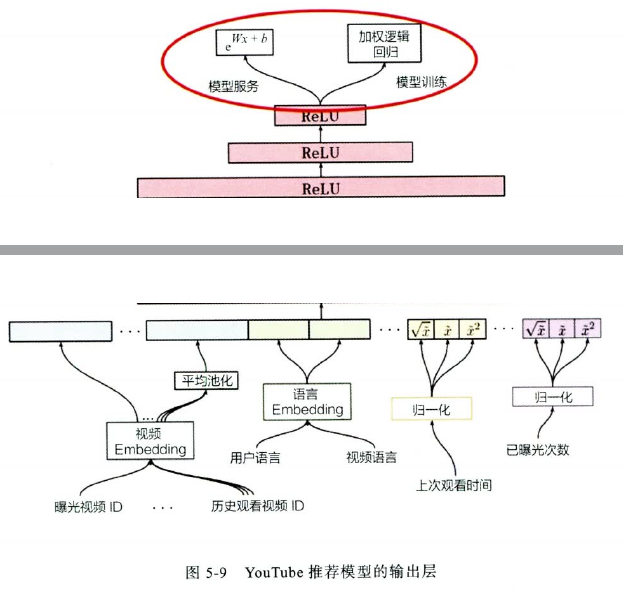 e^{Wx + b}
加权逻辑
回归
模型服务
模型训练
ReLU
ReLU
ReLU
... ... ...
√x̃ x̃ x̃² √x̃ x̃ x̃²
平均池化
语言
Embedding
归一化
归一化
...
视频
Embedding
用户语言
视频语言
已曝光次数
上次观看时间
曝光视频 ID ... 历史观看视频 ID
图 5-9 YouTube 推荐模型的输出层